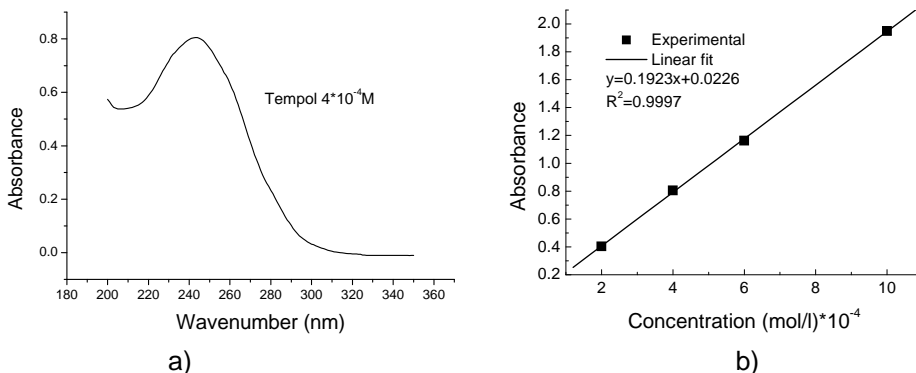 0.8
0.6
0.4
0.2
0.0
180 200 220 240 260 280 300 320 340 360
Absorbance
Wavenumber (nm)
Tempol 4*10⁻⁴M
a)
2.0
1.8
1.6
1.4
1.2
1.0
0.8
0.6
0.4
0.2
2 4 6 8 10
Absorbance
Concentration (mol/l)*10⁻⁴
Experimental
Linear fit
y=0.1923x+0.0226
R²=0.9997
b)